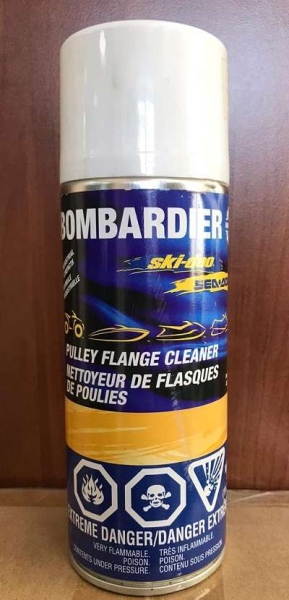 BOMBARDIER
ski-doo
SEA-DOO
PULLEY FLANGE CLEANER
NETTOYEUR DE FLASQUES
DE POULIES
EXTREME DANGER/DANGER EXTR
VERY FLAMMABLE.
POISON.
CONTENTS UNDER PRESSURE.
TRÈS INFLAMMABLE.
POISON.
CONTENU SOUS PRESSION.